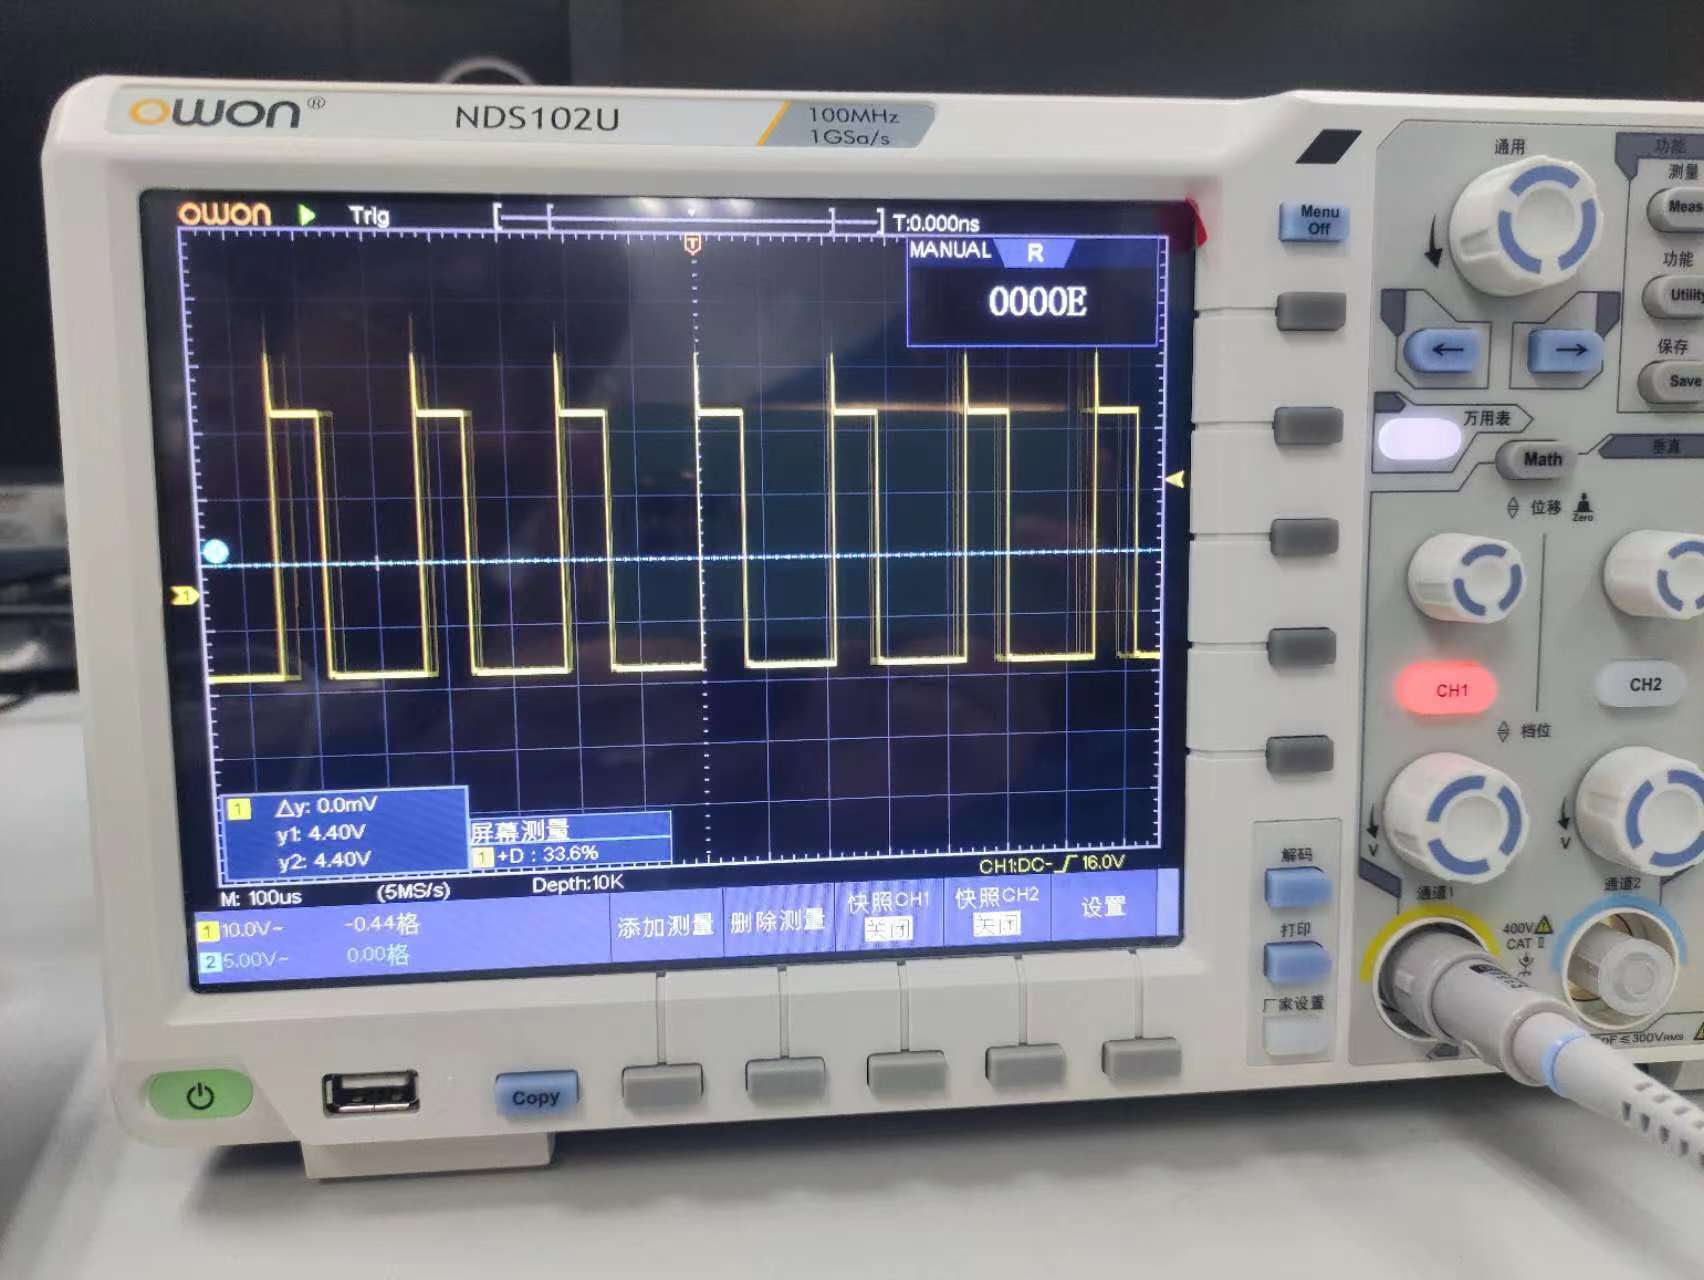 owon®
NDS102U
100MHz
1GSa/s
owon
Trig
T
T:0.000ns
MANUAL
R
0000E
1
1
Δy: 0.0mV
y1: 4.40V
y2: 4.40V
屏幕测量
1 +D : 33.6%
CH1:DC- 16.0V
M: 100us
(5MS/s)
Depth:10K
1 10.0V~
-0.44格
2 5.00V~
0.00格
添加测量
删除测量
快照CH1
关闭
快照CH2
关闭
设置
Copy
Menu
Off
通用
功能
测量
Meas
功能
Utility
保存
Save
←
→
万用表
Math
垂直
位移
Zero
CH1
CH2
档位
V
V
解码
打印
厂家设置
通道1
通道2
400V
CAT II
≤300VRMS